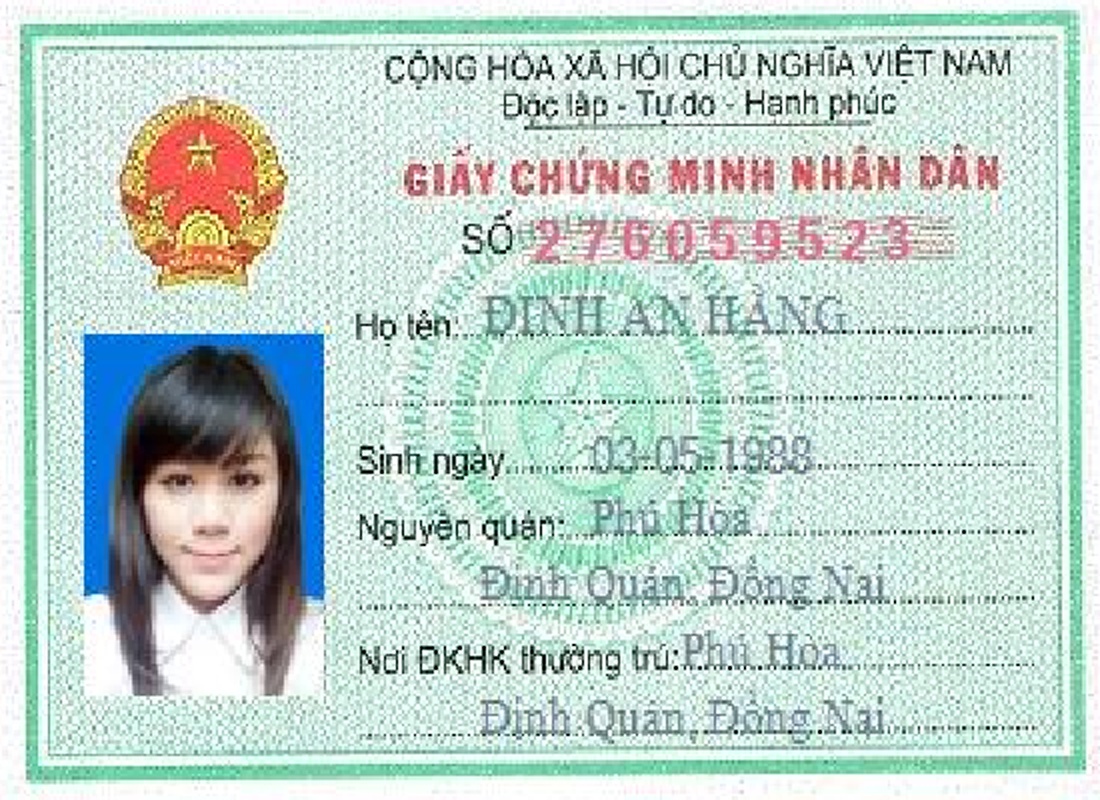 CỘNG HÒA XÃ HỘI CHỦ NGHĨA VIỆT NAM
Độc lập - Tự do - Hạnh phúc
GIẤY CHỨNG MINH NHÂN DÂN
SỐ 276059523
Họ tên: ĐINH AN HẰNG
Sinh ngày 03-05-1988
Nguyên quán: Phú Hòa
Định Quán, Đồng Nai
Nơi ĐKHK thường trú: Phú Hòa
Định Quán, Đồng Nai